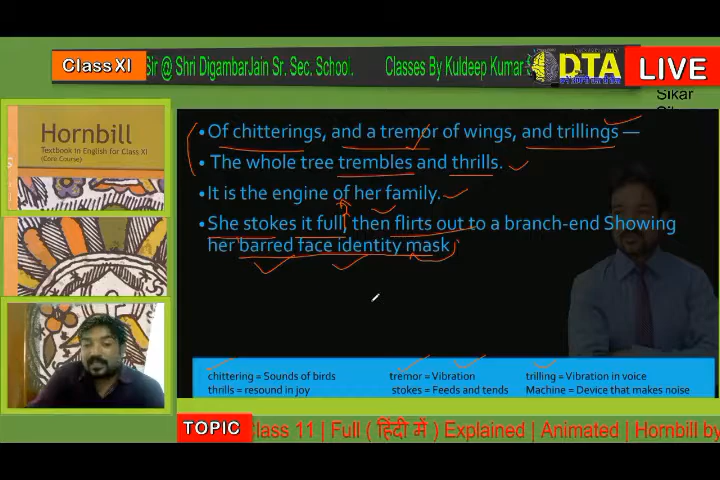 Class XI
Sir @ Shri DigambarJain Sr. Sec. School.
Classes By Kuldeep Kumar
DTA
LIVE
Sikar
Hornbill
Textbook in English for Class XI
(Core Course)
•Of chitterings, and a tremor of wings, and trillings —
•The whole tree trembles and thrills.
•It is the engine of her family.
•She stokes it full, then flirts out to a branch-end Showing
her barred face identity mask
chittering = Sounds of birds
tremor = Vibration
trilling = Vibration in voice
thrills = resound in joy
stokes = Feeds and tends
Machine = Device that makes noise
TOPIC
Class 11 | Full ( हिंदी में ) Explained | Animated | Hornbill by